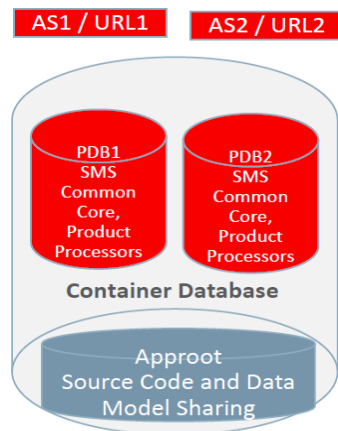 AS1 / URL1
AS2 / URL2
PDB1
SMS
Common
Core,
Product
Processors
PDB2
SMS
Common
Core,
Product
Processors
Container Database
Approot
Source Code and Data
Model Sharing